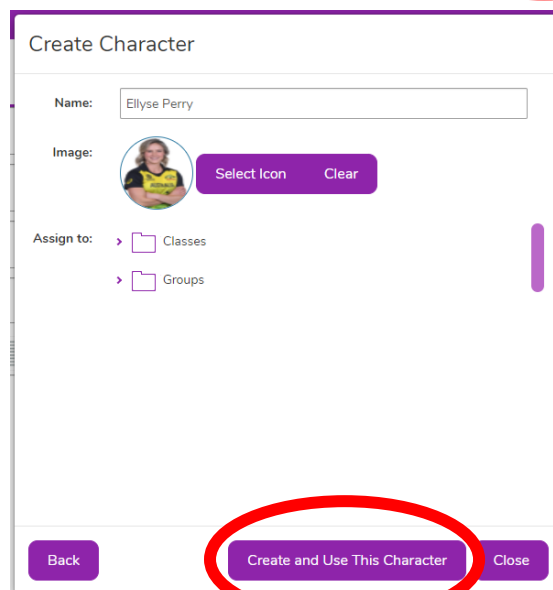 Create Character
Name: Ellyse Perry
Image:
Select Icon Clear
Assign to: Classes
Groups
Back Create and Use This Character Close